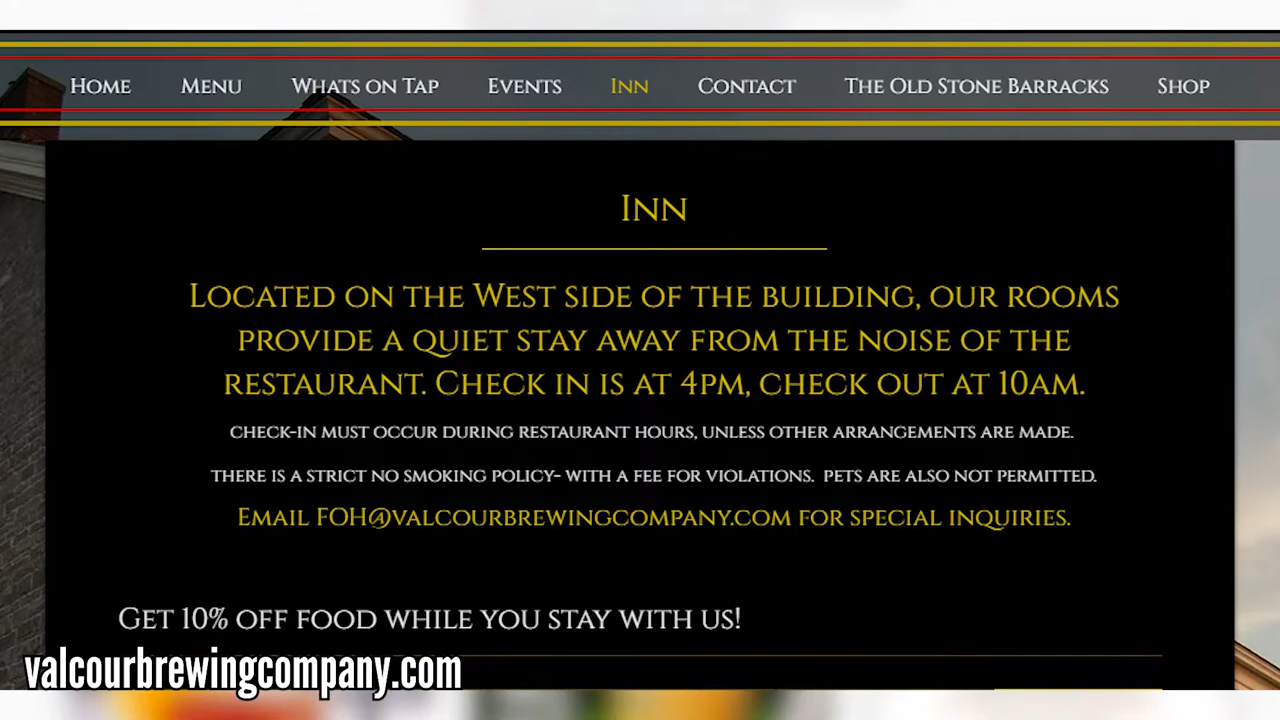 Home Menu Whats on Tap Events Inn Contact The Old Stone Barracks Shop
Inn
Located on the West side of the building, our rooms
provide a quiet stay away from the noise of the
restaurant. Check in is at 4pm, check out at 10am.
check-in must occur during restaurant hours, unless other arrangements are made.
there is a strict no smoking policy- with a fee for violations. pets are also not permitted.
Email FOH@valcourbrewingcompany.com for special inquiries.
Get 10% off food while you stay with us!
valcourbrewingcompany.com